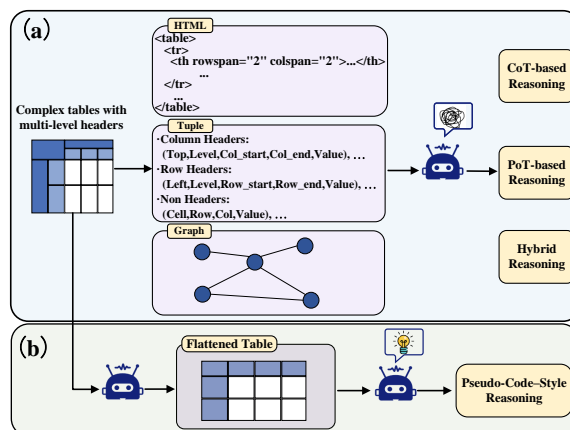 (a)
HTML
<table>
<tr>
<th rowspan="2" colspan="2">...</th>
...
</tr>
...
</table>
Complex tables with
multi-level headers
Tuple
·Column Headers:
(Top,Level,Col_start,Col_end,Value), ...
·Row Headers:
(Left,Level,Row_start,Row_end,Value), ...
·Non Headers:
(Cell,Row,Col,Value), ...
Graph
CoT-based
Reasoning
PoT-based
Reasoning
Hybrid
Reasoning
(b)
Flattened Table
Pseudo-Code–Style
Reasoning